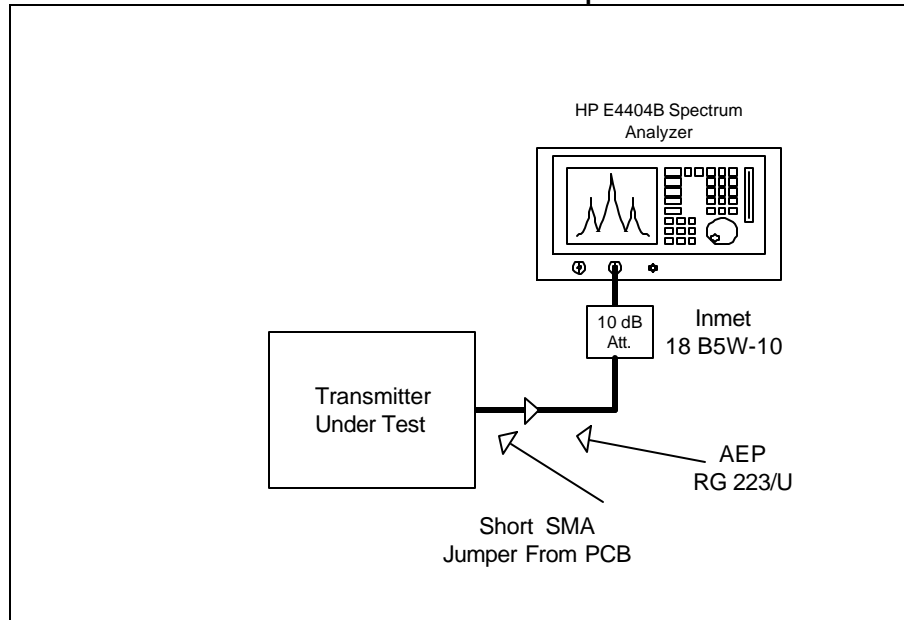 HP E4404B Spectrum
Analyzer
10 dB
Att.
Inmet
18 B5W-10
Transmitter
Under Test
AEP
RG 223/U
Short SMA
Jumper From PCB